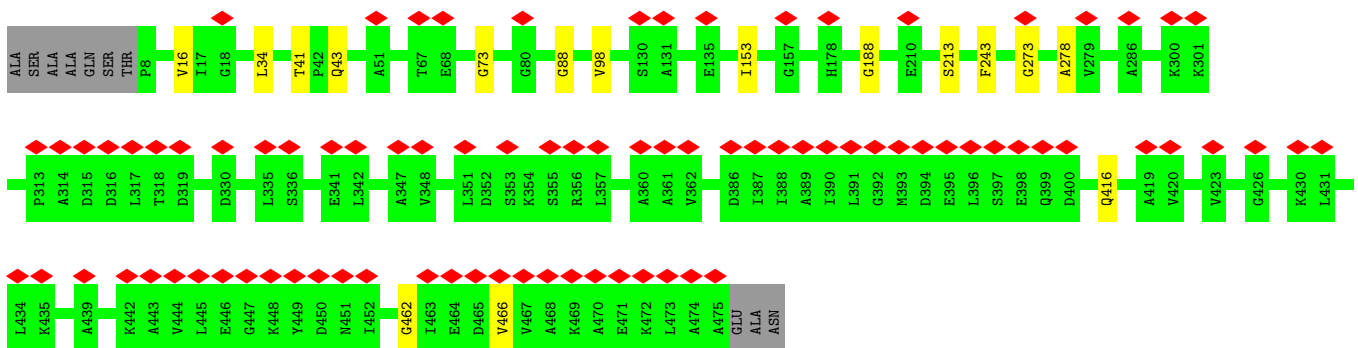 ALA SER ALA ALA GLN SER THR P8 V16 I17 G18 L34 T41 P42 Q43 A51 T67 E68 G73 G80 G88 V98 S130 A131 E135 I153 G157 H178 G188 E210 S213 F243 G273 A278 V279 A286 K300 K301
P313 A314 D315 D316 L317 T318 D319 D330 L335 S336 E341 L342 A347 V348 L351 D352 S353 K354 S355 R356 L357 A360 A361 V362 D386 I387 I388 A389 I390 L391 G392 M393 D394 E395 L396 S397 E398 Q399 D400 Q416 A419 V420 V423 G426 K430 L431
L434 K435 A439 K442 A443 V444 L445 E446 G447 K448 Y449 D450 N451 I452 G462 I463 E464 D465 V466 V467 A468 K469 A470 E471 K472 L473 A474 A475 GLU ALA ASN